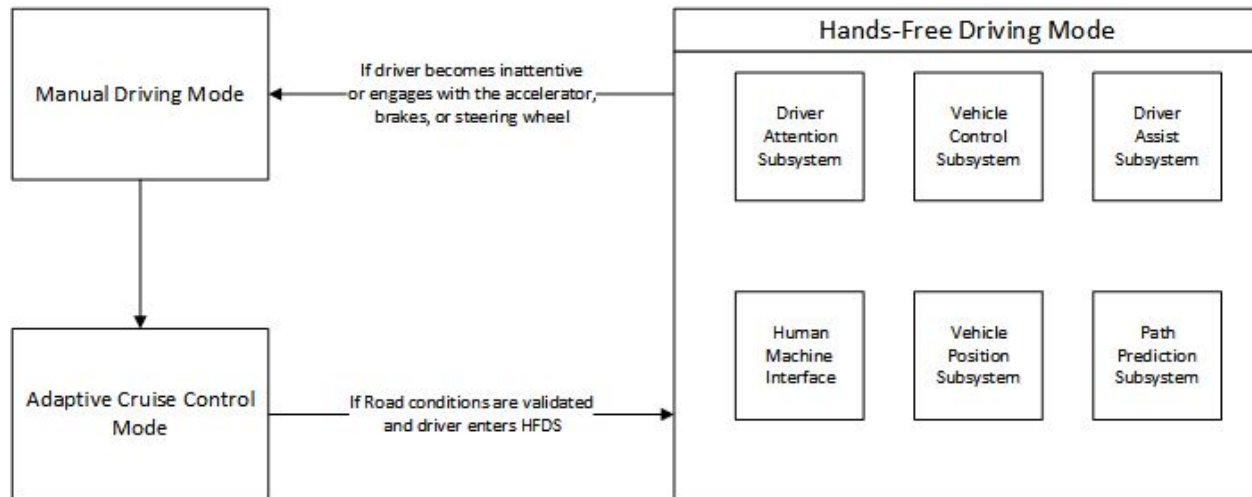 Hands-Free Driving Mode
Manual Driving Mode
If driver becomes inattentive
or engages with the accelerator,
brakes, or steering wheel
Driver
Attention
Subsystem
Vehicle
Control
Subsystem
Driver
Assist
Subsystem
Adaptive Cruise Control
Mode
If Road conditions are validated
and driver enters HFDS
Human
Machine
Interface
Vehicle
Position
Subsystem
Path
Prediction
Subsystem